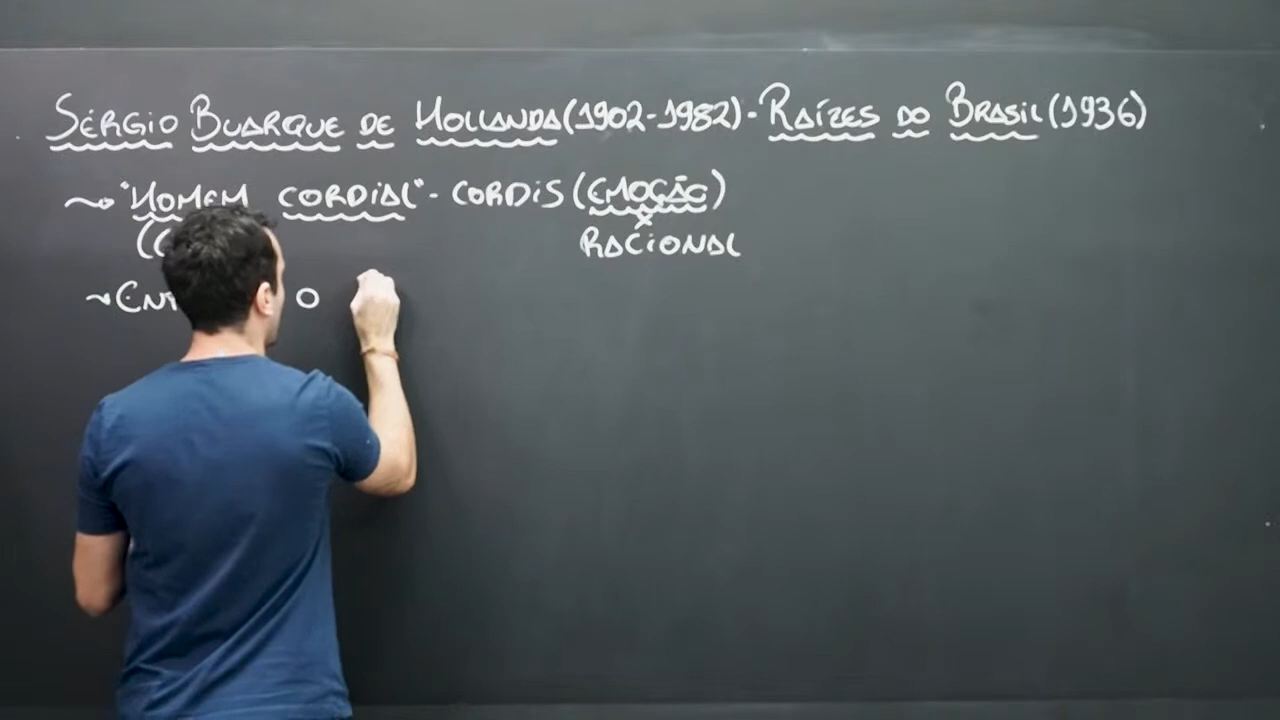 SÉRGIO BUARQUE DE HOLLANDA (1902-1982) - RAÍZES DO BRASIL (1936)
"HOMEM CORDIAL" - CORDIS (EMOÇÃO)
X
RACIONAL
O